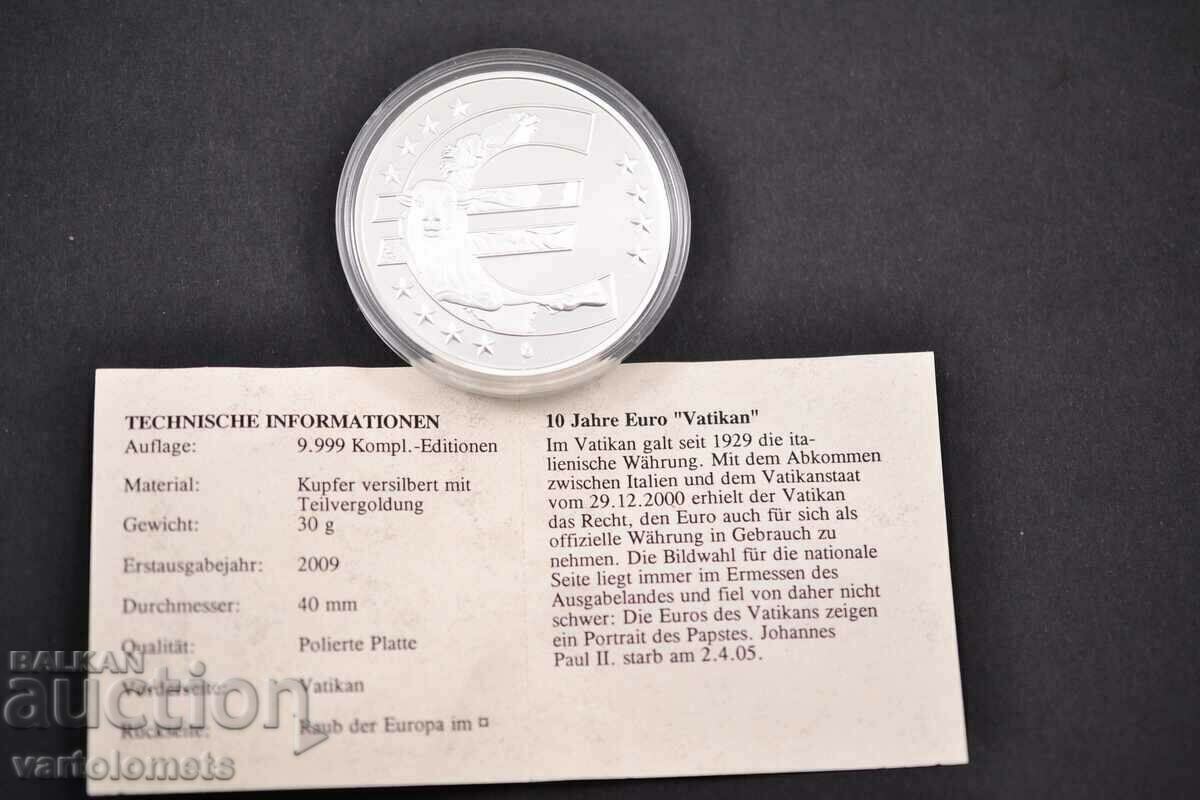 TECHNISCHE INFORMATIONEN
Auflage: 9.999 Kompl.-Editionen
Material: Kupfer versilbert mit
Teilvergoldung
Gewicht: 30 g
Erstausgabejahr: 2009
Durchmesser: 40 mm
Qualität: Polierte Platte
Vorderseite: Vatikan
Rückseite: Raub der Europa im ¤
10 Jahre Euro "Vatikan"
Im Vatikan galt seit 1929 die ita-
lienische Währung. Mit dem Abkommen
zwischen Italien und dem Vatikanstaat
vom 29.12.2000 erhielt der Vatikan
das Recht, den Euro auch für sich als
offizielle Währung in Gebrauch zu
nehmen. Die Bildwahl für die nationale
Seite liegt immer im Ermessen des
Ausgabelandes und fiel von daher nicht
schwer: Die Euros des Vatikans zeigen
ein Portrait des Papstes. Johannes
Paul II. starb am 2.4.05.
BALKAN
auction
vartolomets